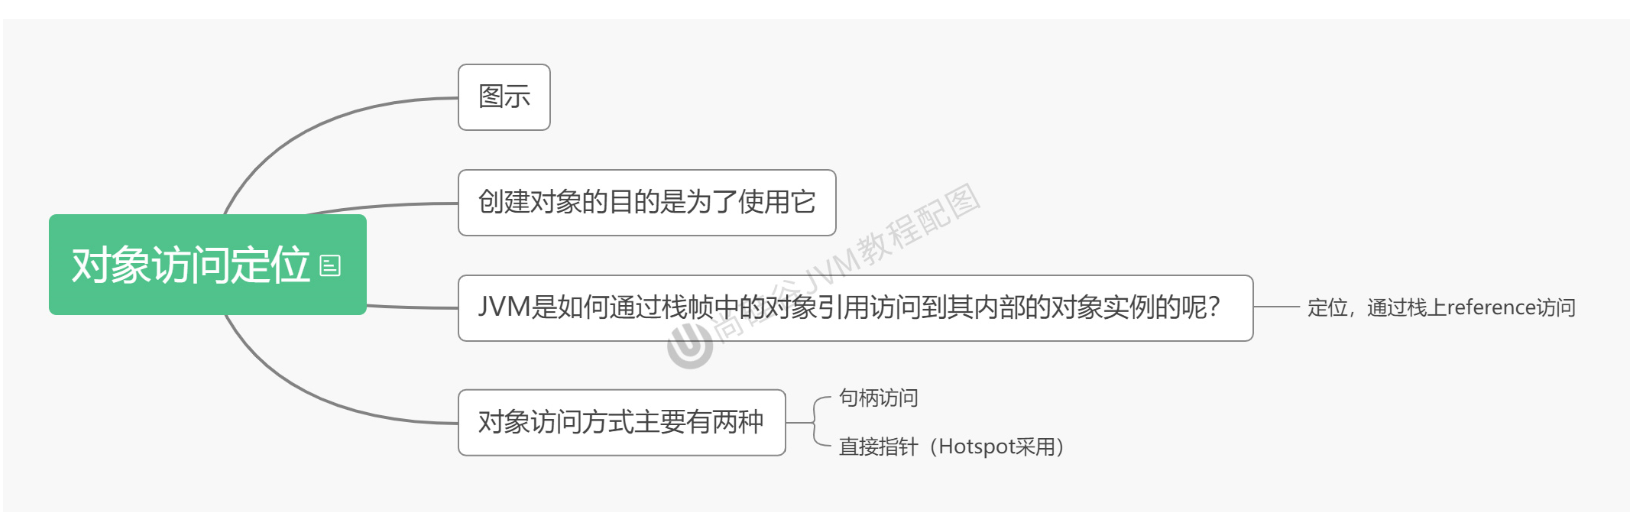 图示
创建对象的目的是为了使用它
对象访问定位
JVM是如何通过栈帧中的对象引用访问到其内部的对象实例的呢？
定位，通过栈上reference访问
对象访问方式主要有两种
句柄访问
直接指针（Hotspot采用）
尚硅谷JVM教程配图